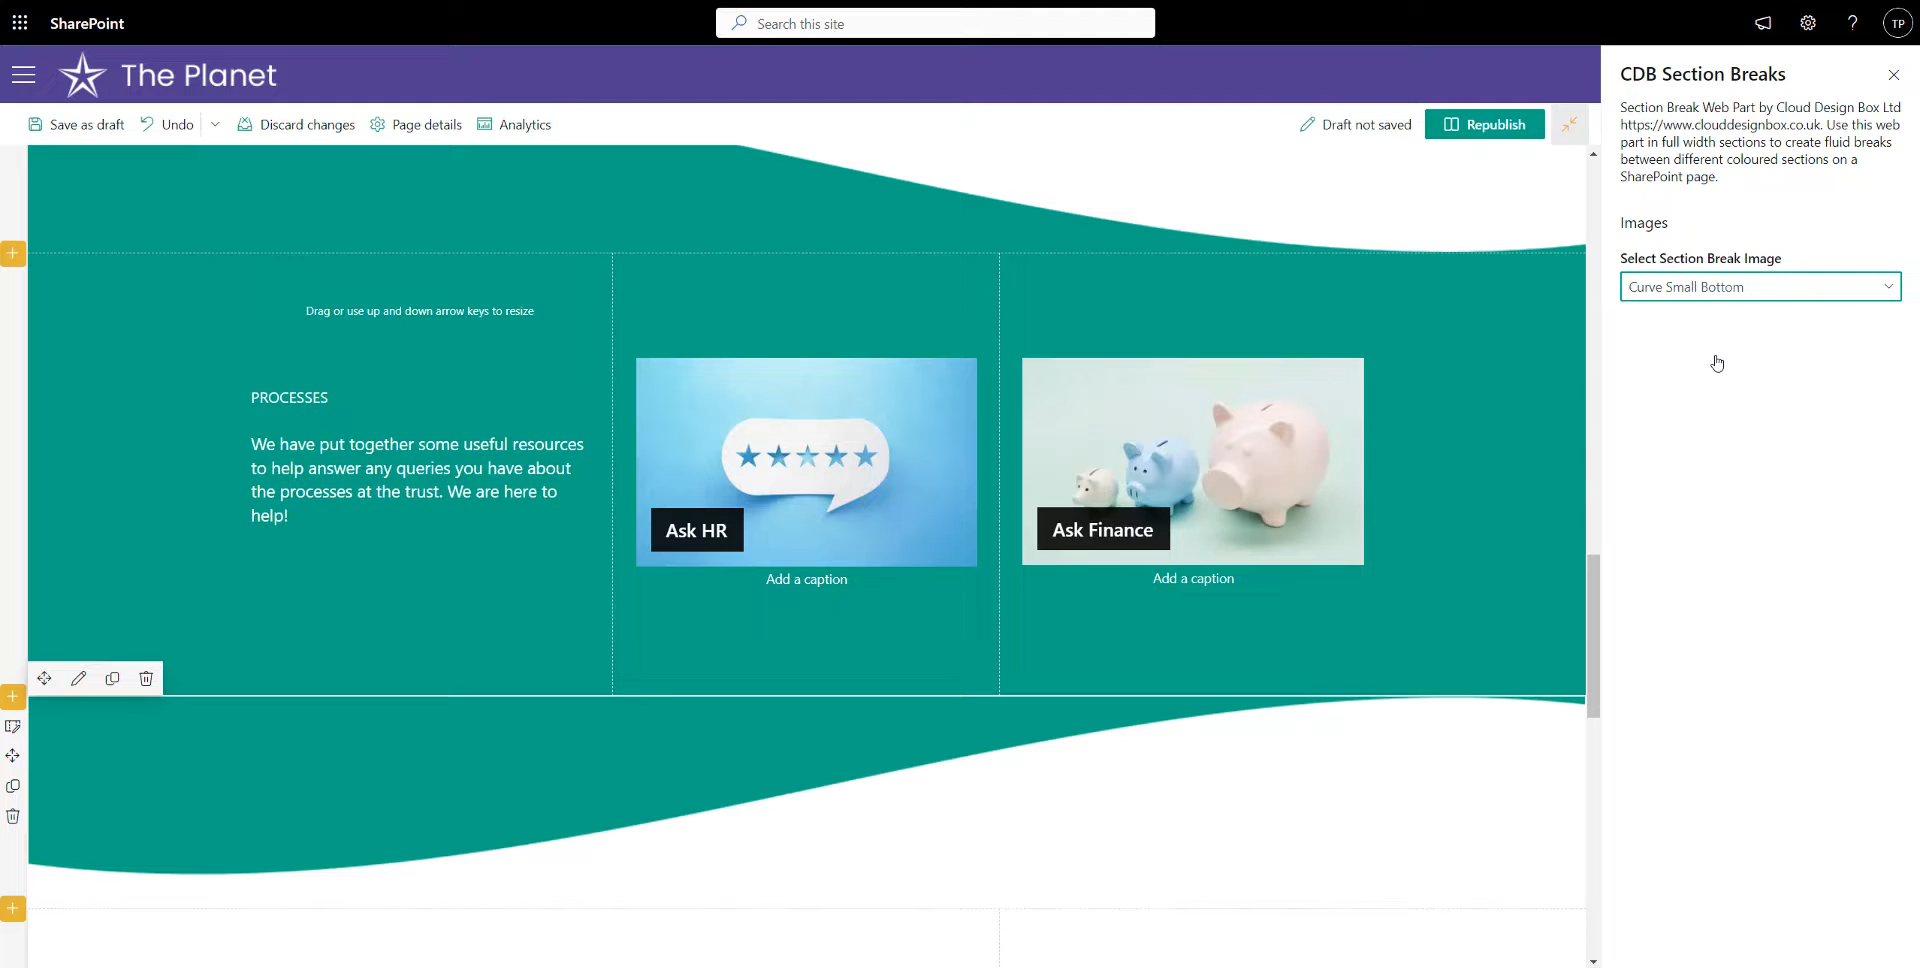 SharePoint
Search this site
TP
The Planet
Save as draft
Undo
Discard changes
Page details
Analytics
Draft not saved
Republish
CDB Section Breaks
Section Break Web Part by Cloud Design Box Ltd
https://www.clouddesignbox.co.uk. Use this web
part in full width sections to create fluid breaks
between different coloured sections on a
SharePoint page.
Images
Select Section Break Image
Curve Small Bottom
Drag or use up and down arrow keys to resize
PROCESSES
We have put together some useful resources
to help answer any queries you have about
the processes at the trust. We are here to
help!
Ask HR
Add a caption
Ask Finance
Add a caption